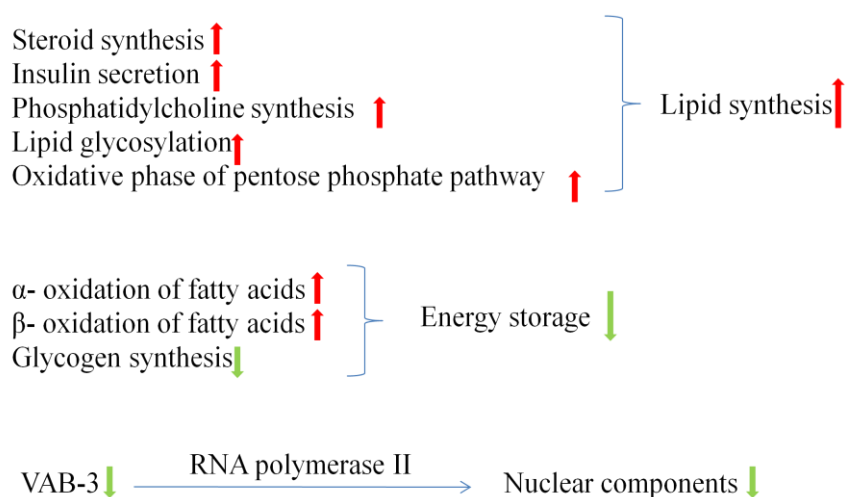 Steroid synthesis
Insulin secretion
Phosphatidylcholine synthesis
Lipid glycosylation
Oxidative phase of pentose phosphate pathway
Lipid synthesis
α- oxidation of fatty acids
β- oxidation of fatty acids
Glycogen synthesis
Energy storage
VAB-3
RNA polymerase II
Nuclear components